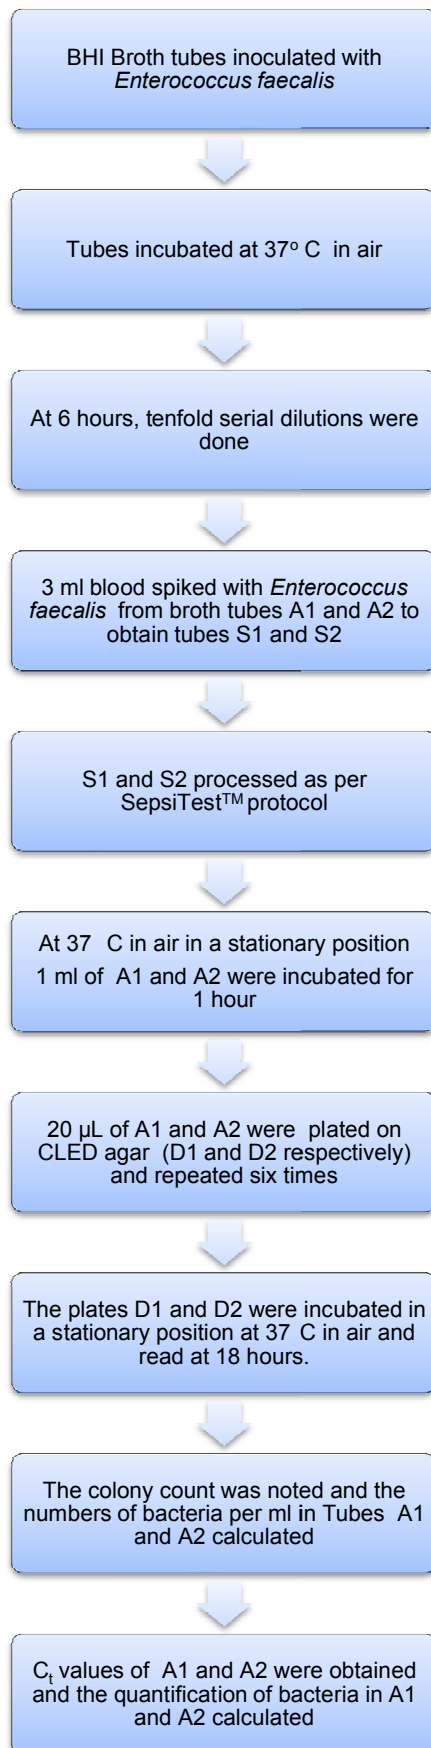 BHI Broth tubes inoculated with
Enterococcus faecalis
Tubes incubated at 37o C in air
At 6 hours, tenfold serial dilutions were
done
3 ml blood spiked with Enterococcus
faecalis from broth tubes A1 and A2 to
obtain tubes S1 and S2
S1 and S2 processed as per
SepsiTest™ protocol
At 37 C in air in a stationary position
1 ml of A1 and A2 were incubated for
1 hour
20 µL of A1 and A2 were plated on
CLED agar (D1 and D2 respectively)
and repeated six times
The plates D1 and D2 were incubated in
a stationary position at 37 C in air and
read at 18 hours.
The colony count was noted and the
numbers of bacteria per ml in Tubes A1
and A2 calculated
Ct values of A1 and A2 were obtained
and the quantification of bacteria in A1
and A2 calculated